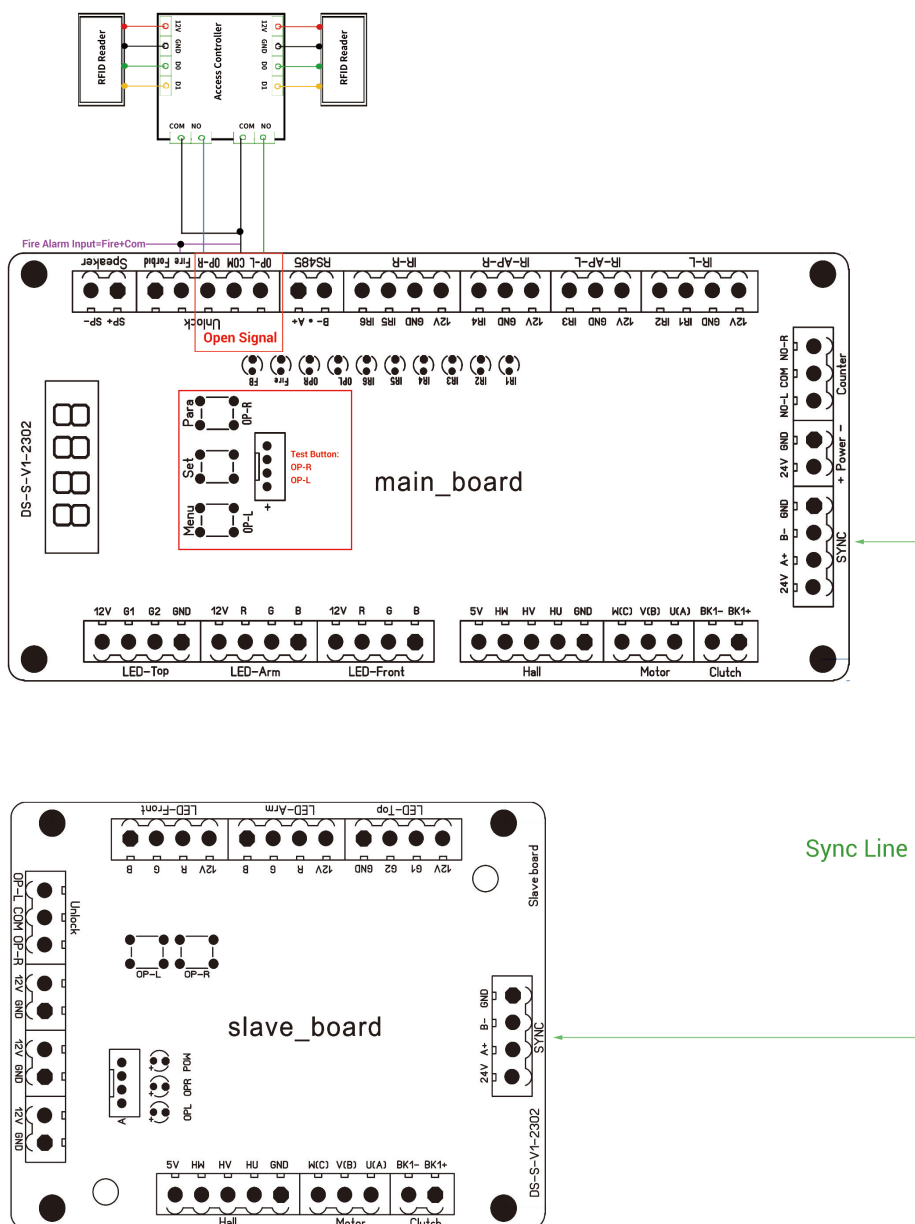 RFID Reader
12V GND D0 D1
Access Controller
12V GND D0 D1
RFID Reader
COM NO
COM NO
Fire Alarm Input=Fire+Com
Speaker
Forbid Fire OP-R COM OP-L
RS485
IR-R
IR-AP-R
IR-AP-L
IR-L
SP- SP+
Unlock
A+ • B-
IR6 IR5 GND 12V
IR4 GND 12V
IR3 GND 12V
IR2 IR1 GND 12V
Open Signal
FB Fire OPR OPL IR6 IR5 IR4 IR3 IR2 IR1
NO-L COM NO-R
Counter
Para
OP-R
Set
Menu
OP-L
+
Test Button:
OP-R
OP-L
DS-S-V1-2302
main_board
24V GND
+ Power -
24V A+ B- GND
SYNC
12V G1 G2 GND
12V R G B
12V R G B
5V HW HV HU GND
W(C) V(B) U(A)
BK1- BK1+
LED-Top
LED-Arm
LED-Front
Hall
Motor
Clutch
LED-Front
LED-Arm
LED-Top
B G R 12V
B G R 12V
GND G2 G1 12V
Sync Line
Slave board
OP-L COM OP-R
Unlock
OP-L OP-R
12V GND
12V GND
12V GND
slave_board
24V A+ B- GND
SYNC
A
POW
OPR
OPL
+
+
+
DS-S-V1-2302
5V HW HV HU GND
W(C) V(B) U(A)
BK1- BK1+
Hall
Motor
Clutch